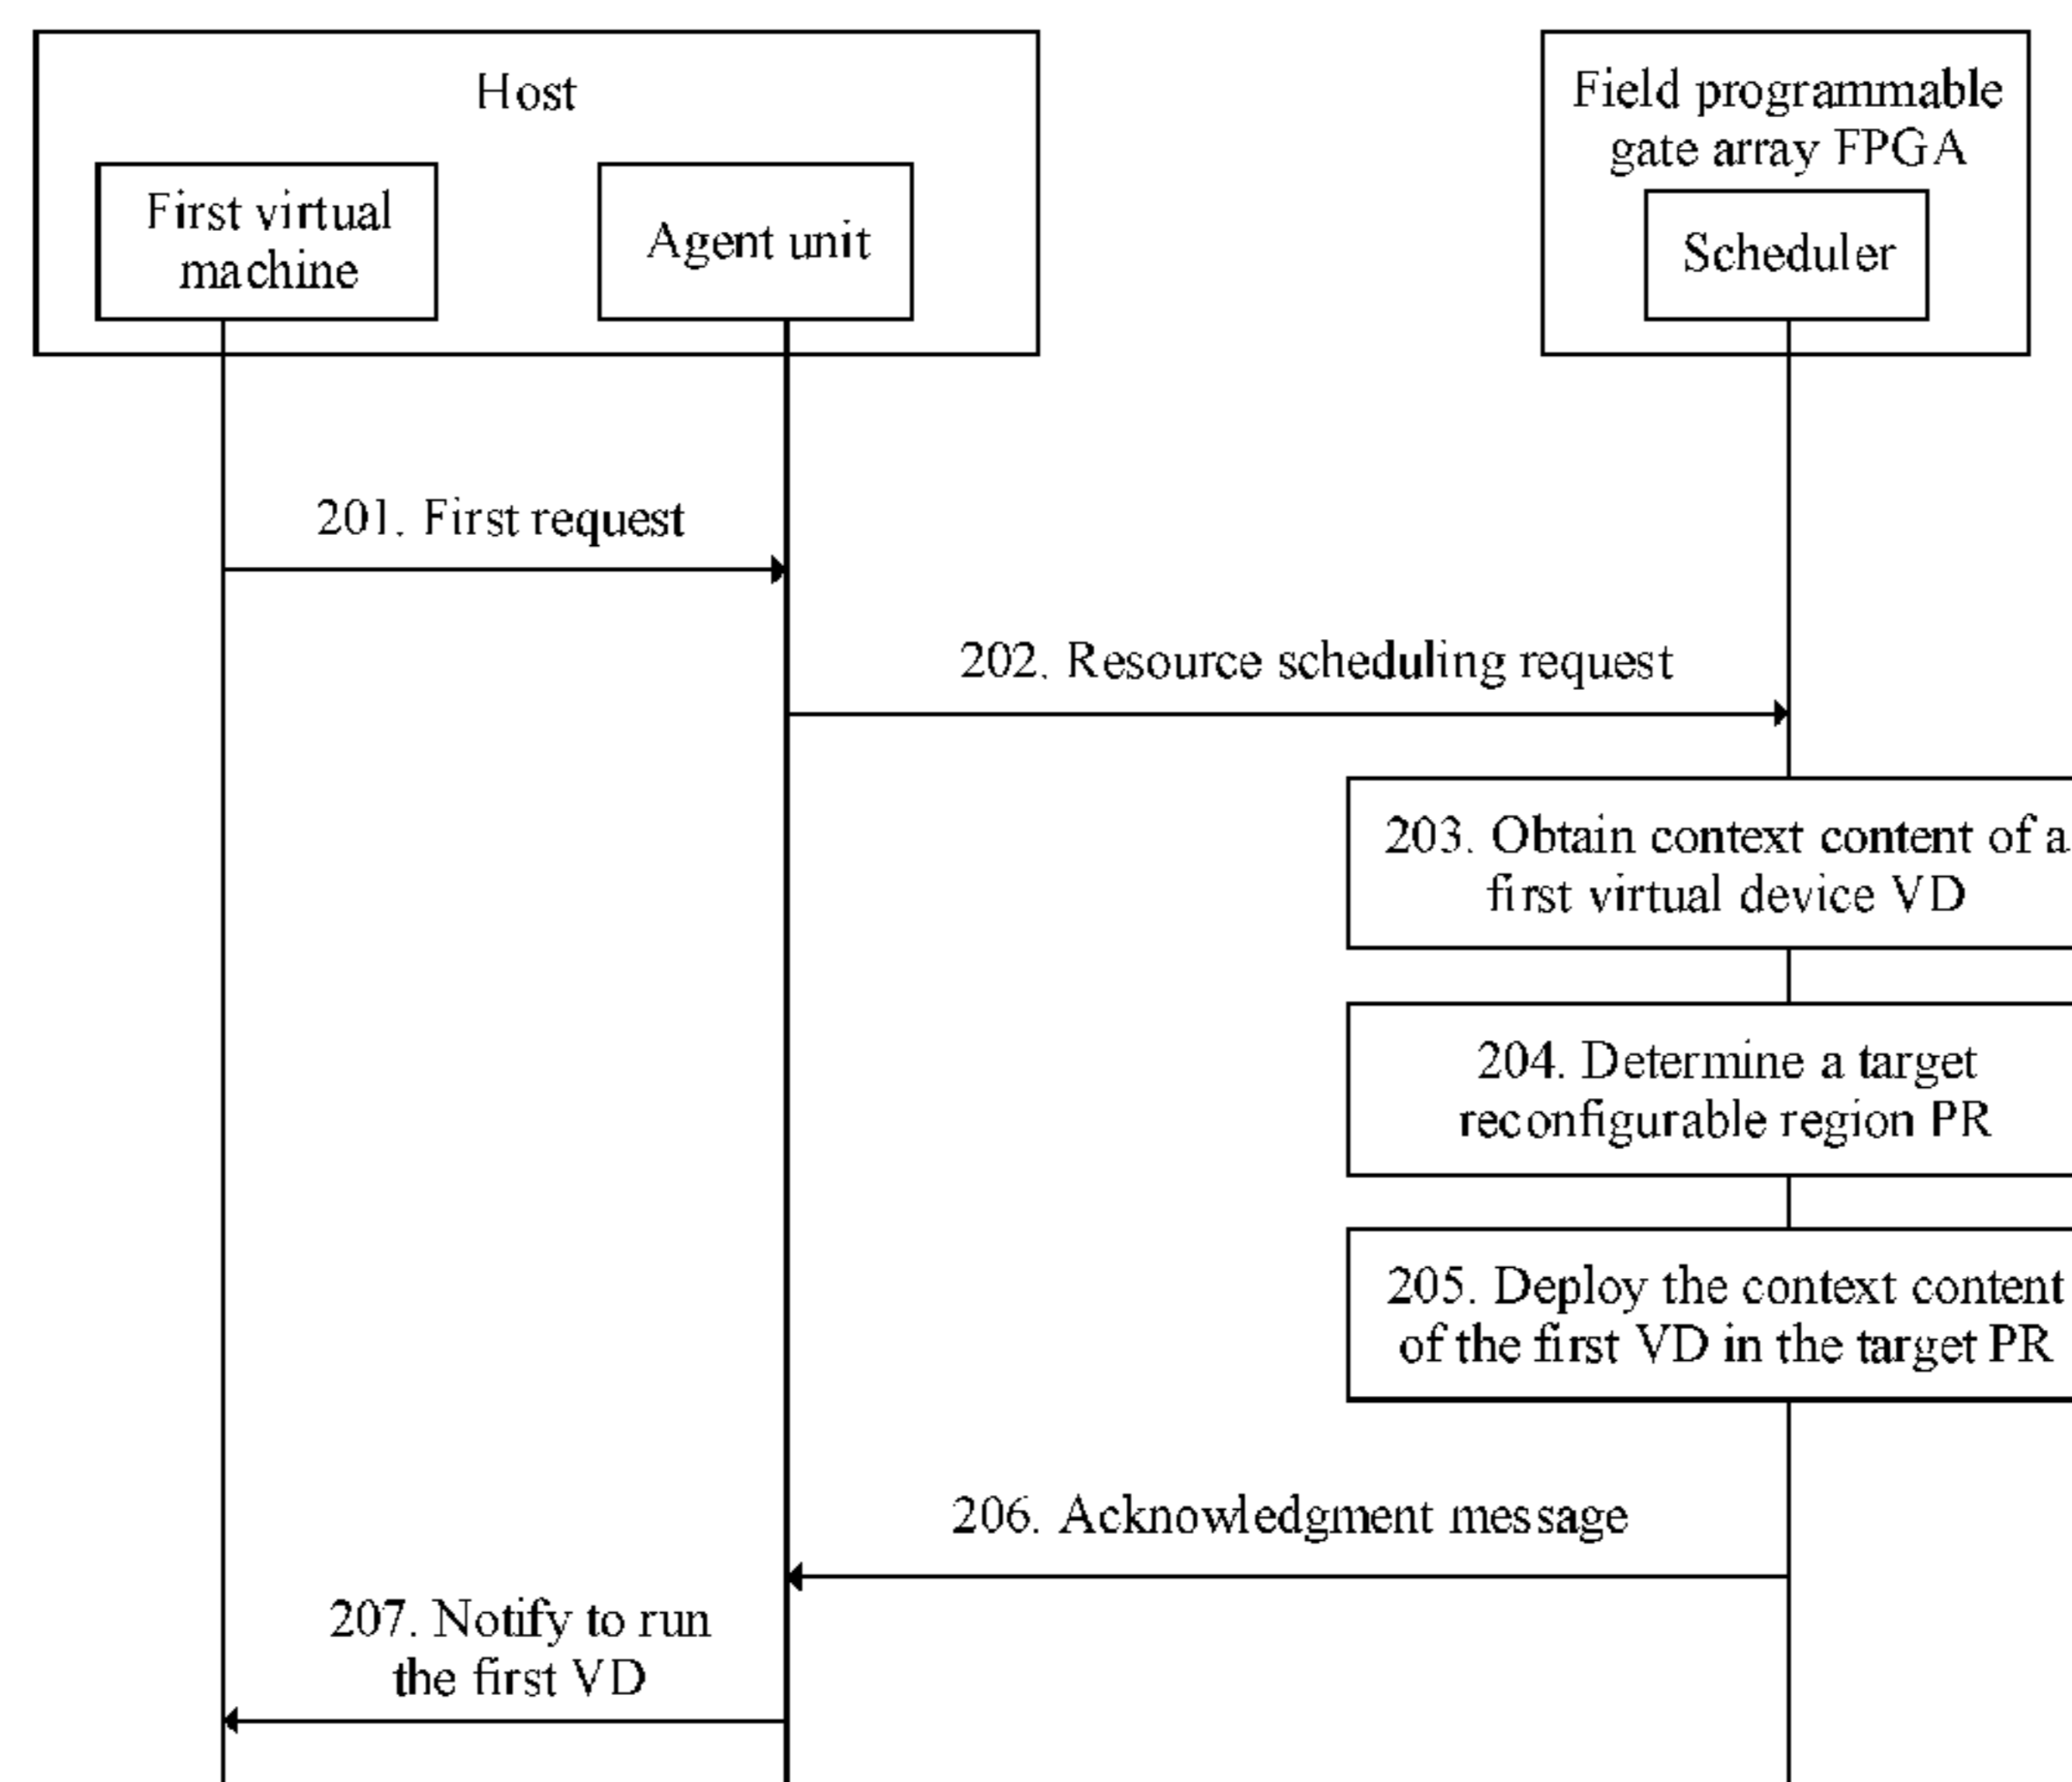 Host
First virtual
machine
Agent unit
Field programmable
gate array FPGA
Scheduler
201. First request
202. Resource scheduling request
203. Obtain context content of a
first virtual device VD
204. Determine a target
reconfigurable region PR
205. Deploy the context content
of the first VD in the target PR
206. Acknowledgment message
207. Notify to run
the first VD